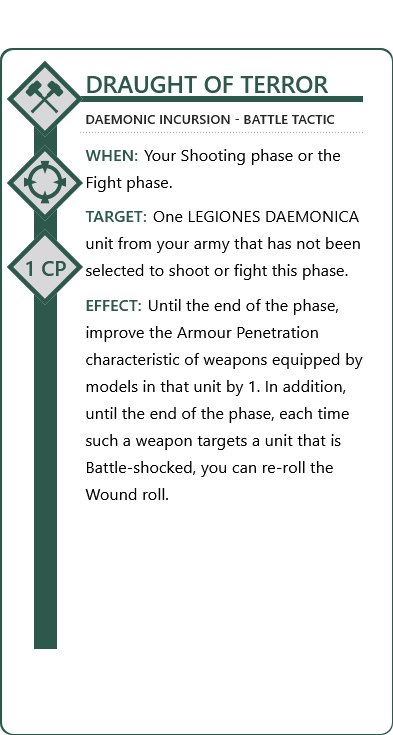 DRAUGHT OF TERROR
DAEMONIC INCURSION - BATTLE TACTIC
WHEN: Your Shooting phase or the
Fight phase.
TARGET: One LEGIONES DAEMONICA
unit from your army that has not been
selected to shoot or fight this phase.
1 CP
EFFECT: Until the end of the phase,
improve the Armour Penetration
characteristic of weapons equipped by
models in that unit by 1. In addition,
until the end of the phase, each time
such a weapon targets a unit that is
Battle-shocked, you can re-roll the
Wound roll.